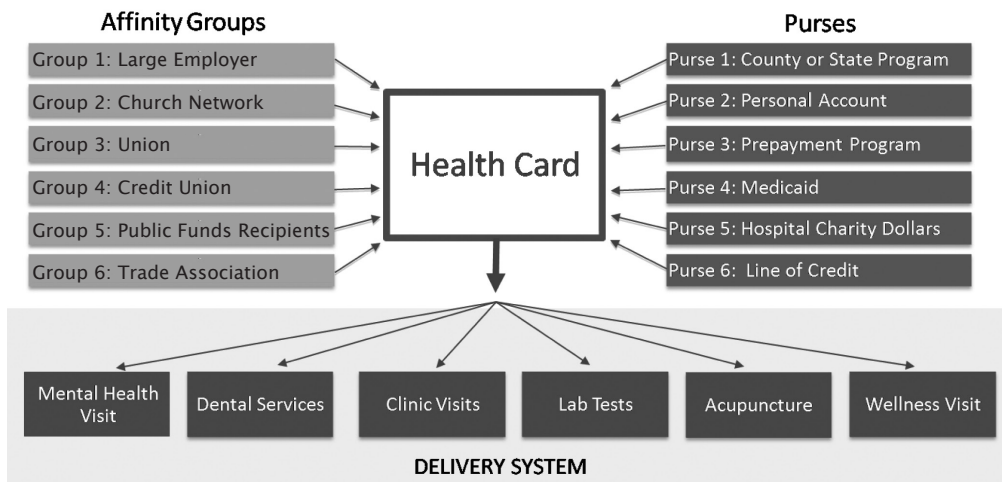 Affinity Groups
Group 1: Large Employer
Group 2: Church Network
Group 3: Union
Group 4: Credit Union
Group 5: Public Funds Recipients
Group 6: Trade Association
Health Card
Purses
Purse 1: County or State Program
Purse 2: Personal Account
Purse 3: Prepayment Program
Purse 4: Medicaid
Purse 5: Hospital Charity Dollars
Purse 6: Line of Credit
Mental Health
Visit
Dental Services
Clinic Visits
Lab Tests
Acupuncture
Wellness Visit
DELIVERY SYSTEM